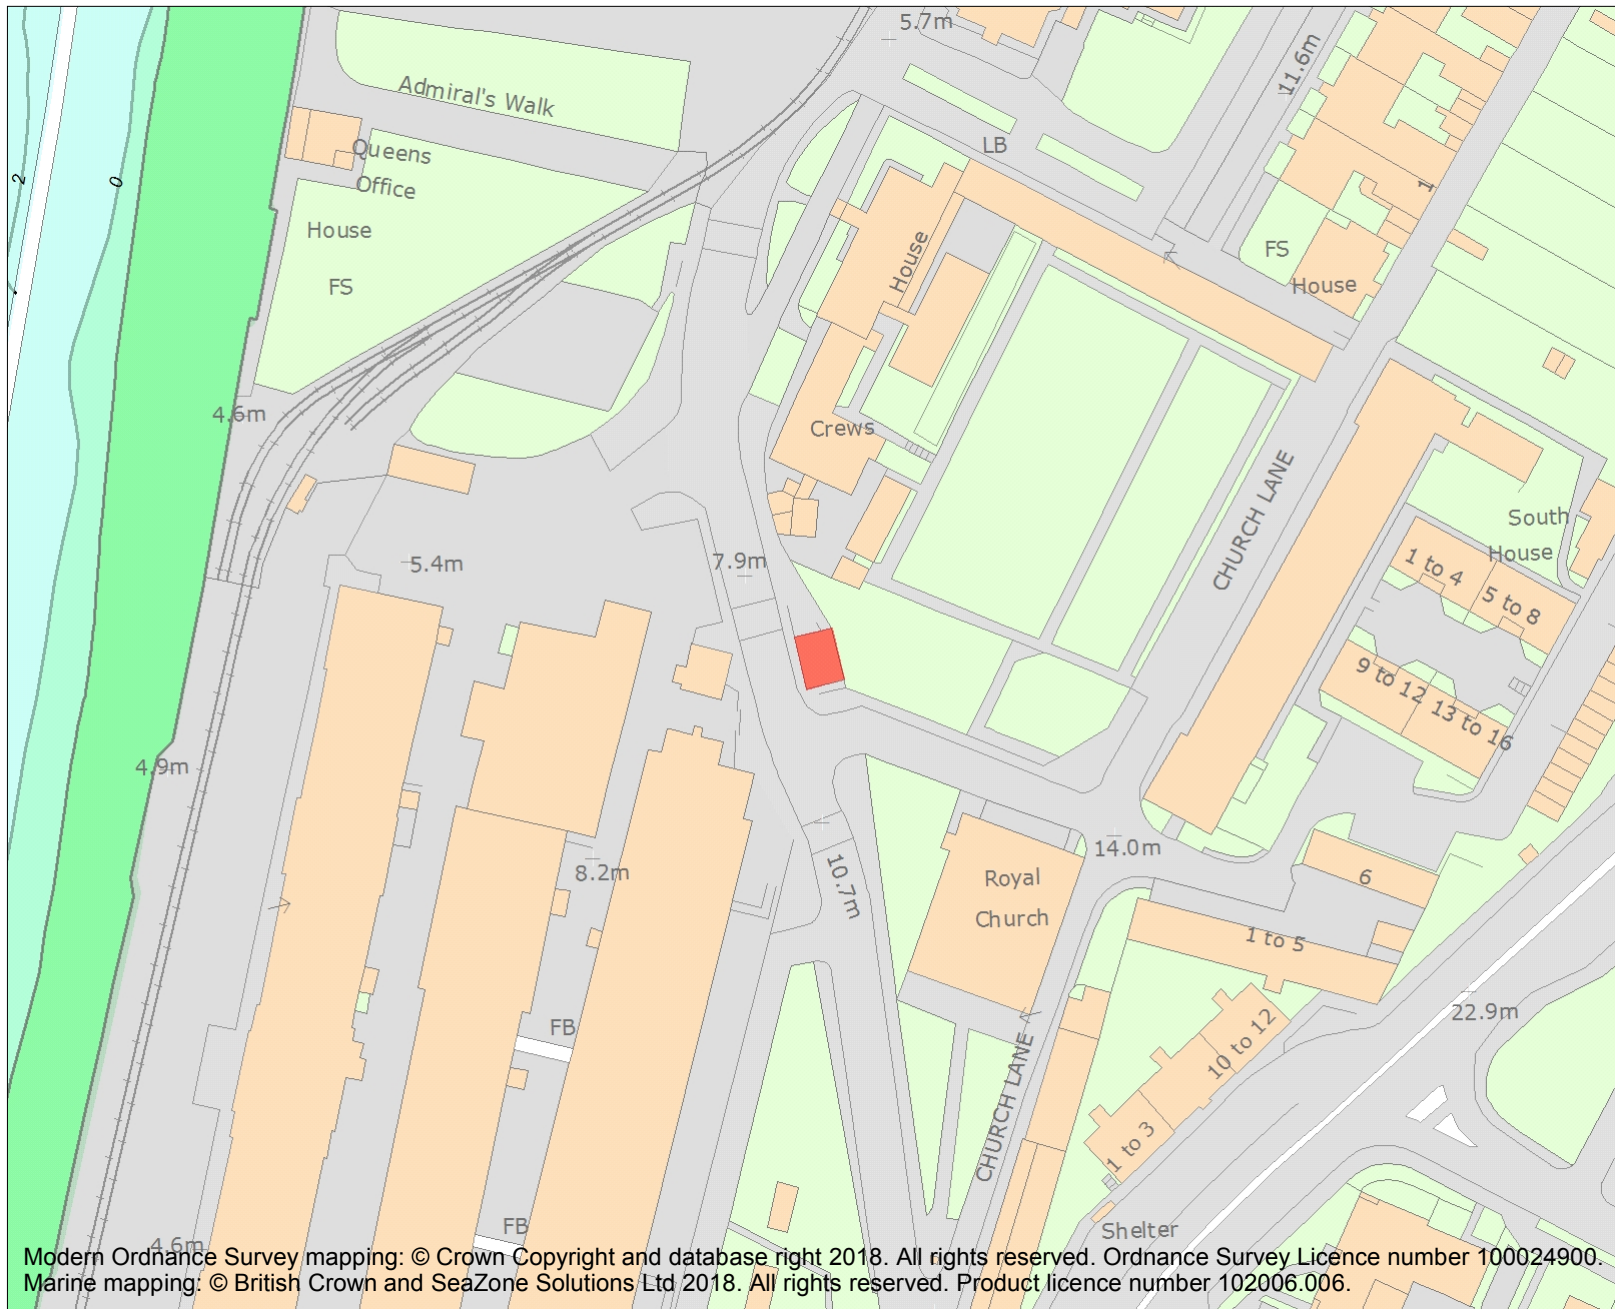 5.7m
11.6m
Admiral's Walk
LB
Queens
Office
2
0
1
House
FS
House
FS
House
4.6m
Crews
CHURCH LANE
South
House
1 to 4
5 to 8
5.4m
7.9m
9 to 12
13 to 16
4.9m
14.0m
8.2m
10.7m
Royal
Church
6
1 to 5
22.9m
FB
10 to 12
CHURCH LANE
1 to 3
FB
Shelter
4.6m
Modern Ordnance Survey mapping: © Crown Copyright and database right 2018. All rights reserved. Ordnance Survey Licence number 100024900.
Marine mapping: © British Crown and SeaZone Solutions Ltd 2018. All rights reserved. Product licence number 102006.006.